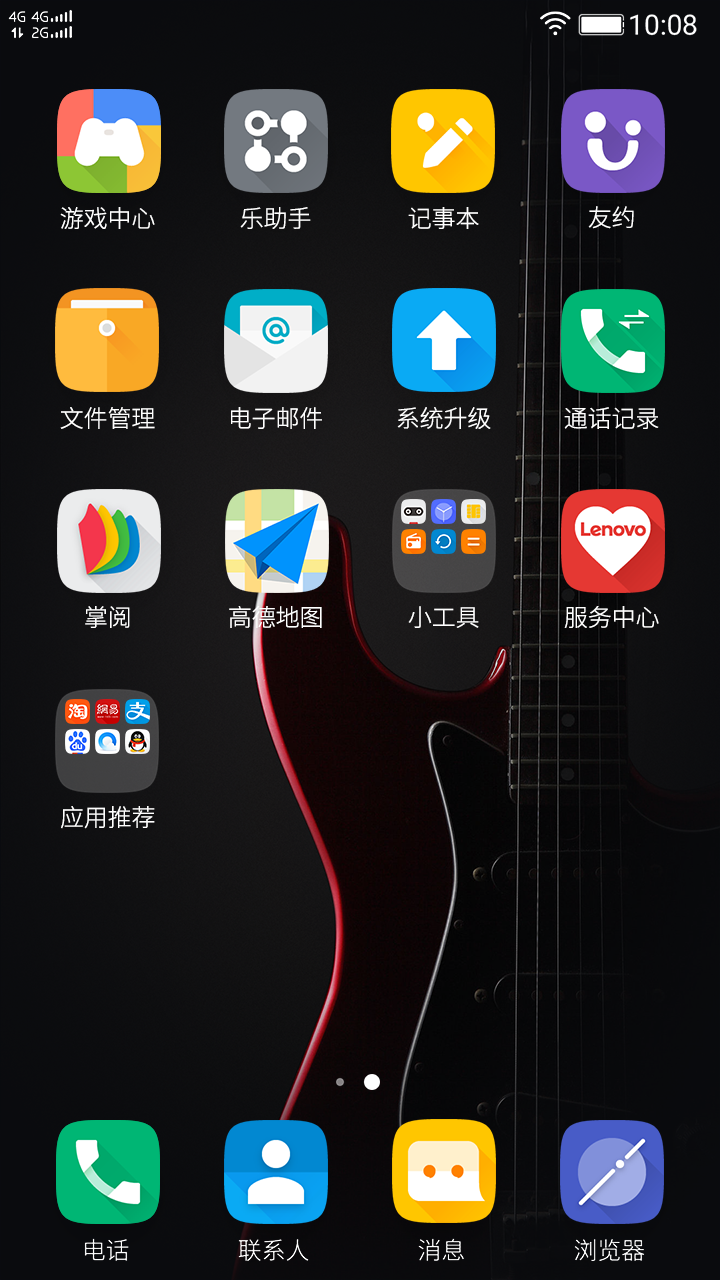 4G 4G
2G
10:08
游戏中心
乐助手
记事本
友约
@
文件管理
电子邮件
系统升级
通话记录
Lenovo
掌阅
高德地图
小工具
服务中心
淘
網易
支
du
应用推荐
电话
联系人
消息
浏览器